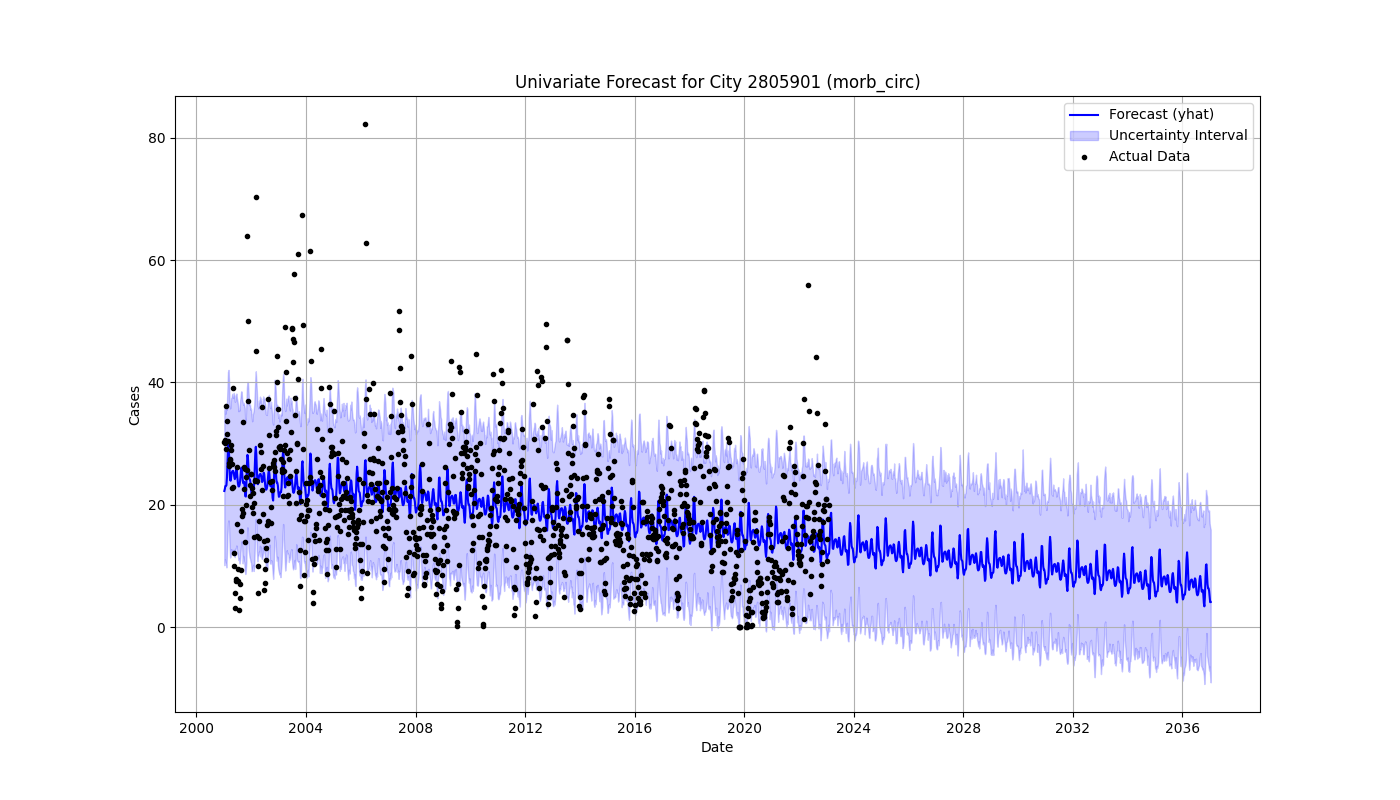 Univariate Forecast for City 2805901 (morb_circ)
Forecast (yhat)
Uncertainty Interval
Actual Data
80
60
40
20
0
Cases
2000 2004 2008 2012 2016 2020 2024 2028 2032 2036
Date